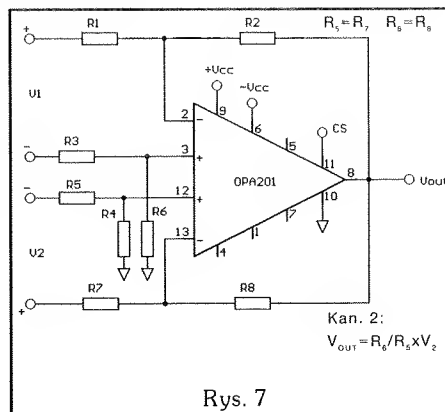 R1
R2
R₅=R₇ R₆=R₈
+
V1
+Vcc
-Vcc
9
6
2
-
5
CS
-
R3
3
+
11
OPA201
8
Vout
-
R5
12
+
10
R4
R6
7
V2
13
-
1
4
+
R7
R8
Kan. 2:
V_OUT=R₆/R₅xV₂
Rys. 7